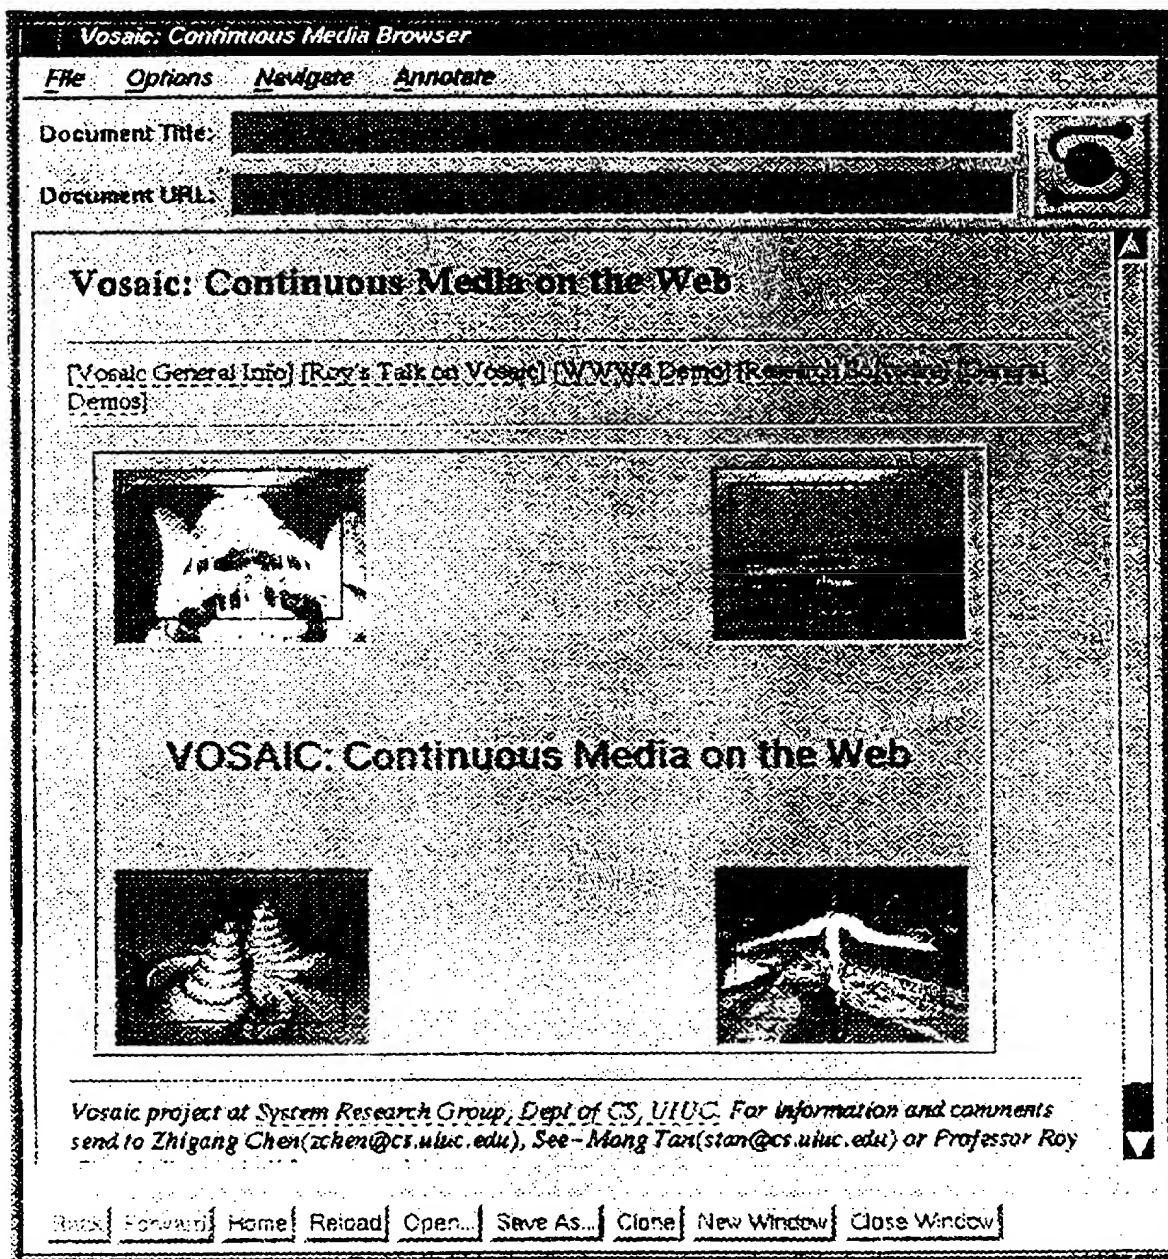 Vosaic: Continuous Media Browser
File Options Navigate Annotate
Document Title:
Document URL:
Vosaic: Continuous Media on the Web
[Vosaic General Info] [Roy's Talk on Vosaic] [WWW4 Demo] [Research Software] [General
Demos]
VOSAIC: Continuous Media on the Web
Vosaic project at System Research Group, Dept of CS, UIUC. For information and comments
send to Zhigang Chen(zchen@cs.uiuc.edu), See-Mong Tan(stan@cs.uiuc.edu) or Professor Roy
Back Forward Home Reload Open... Save As... Clone New Window Close Window